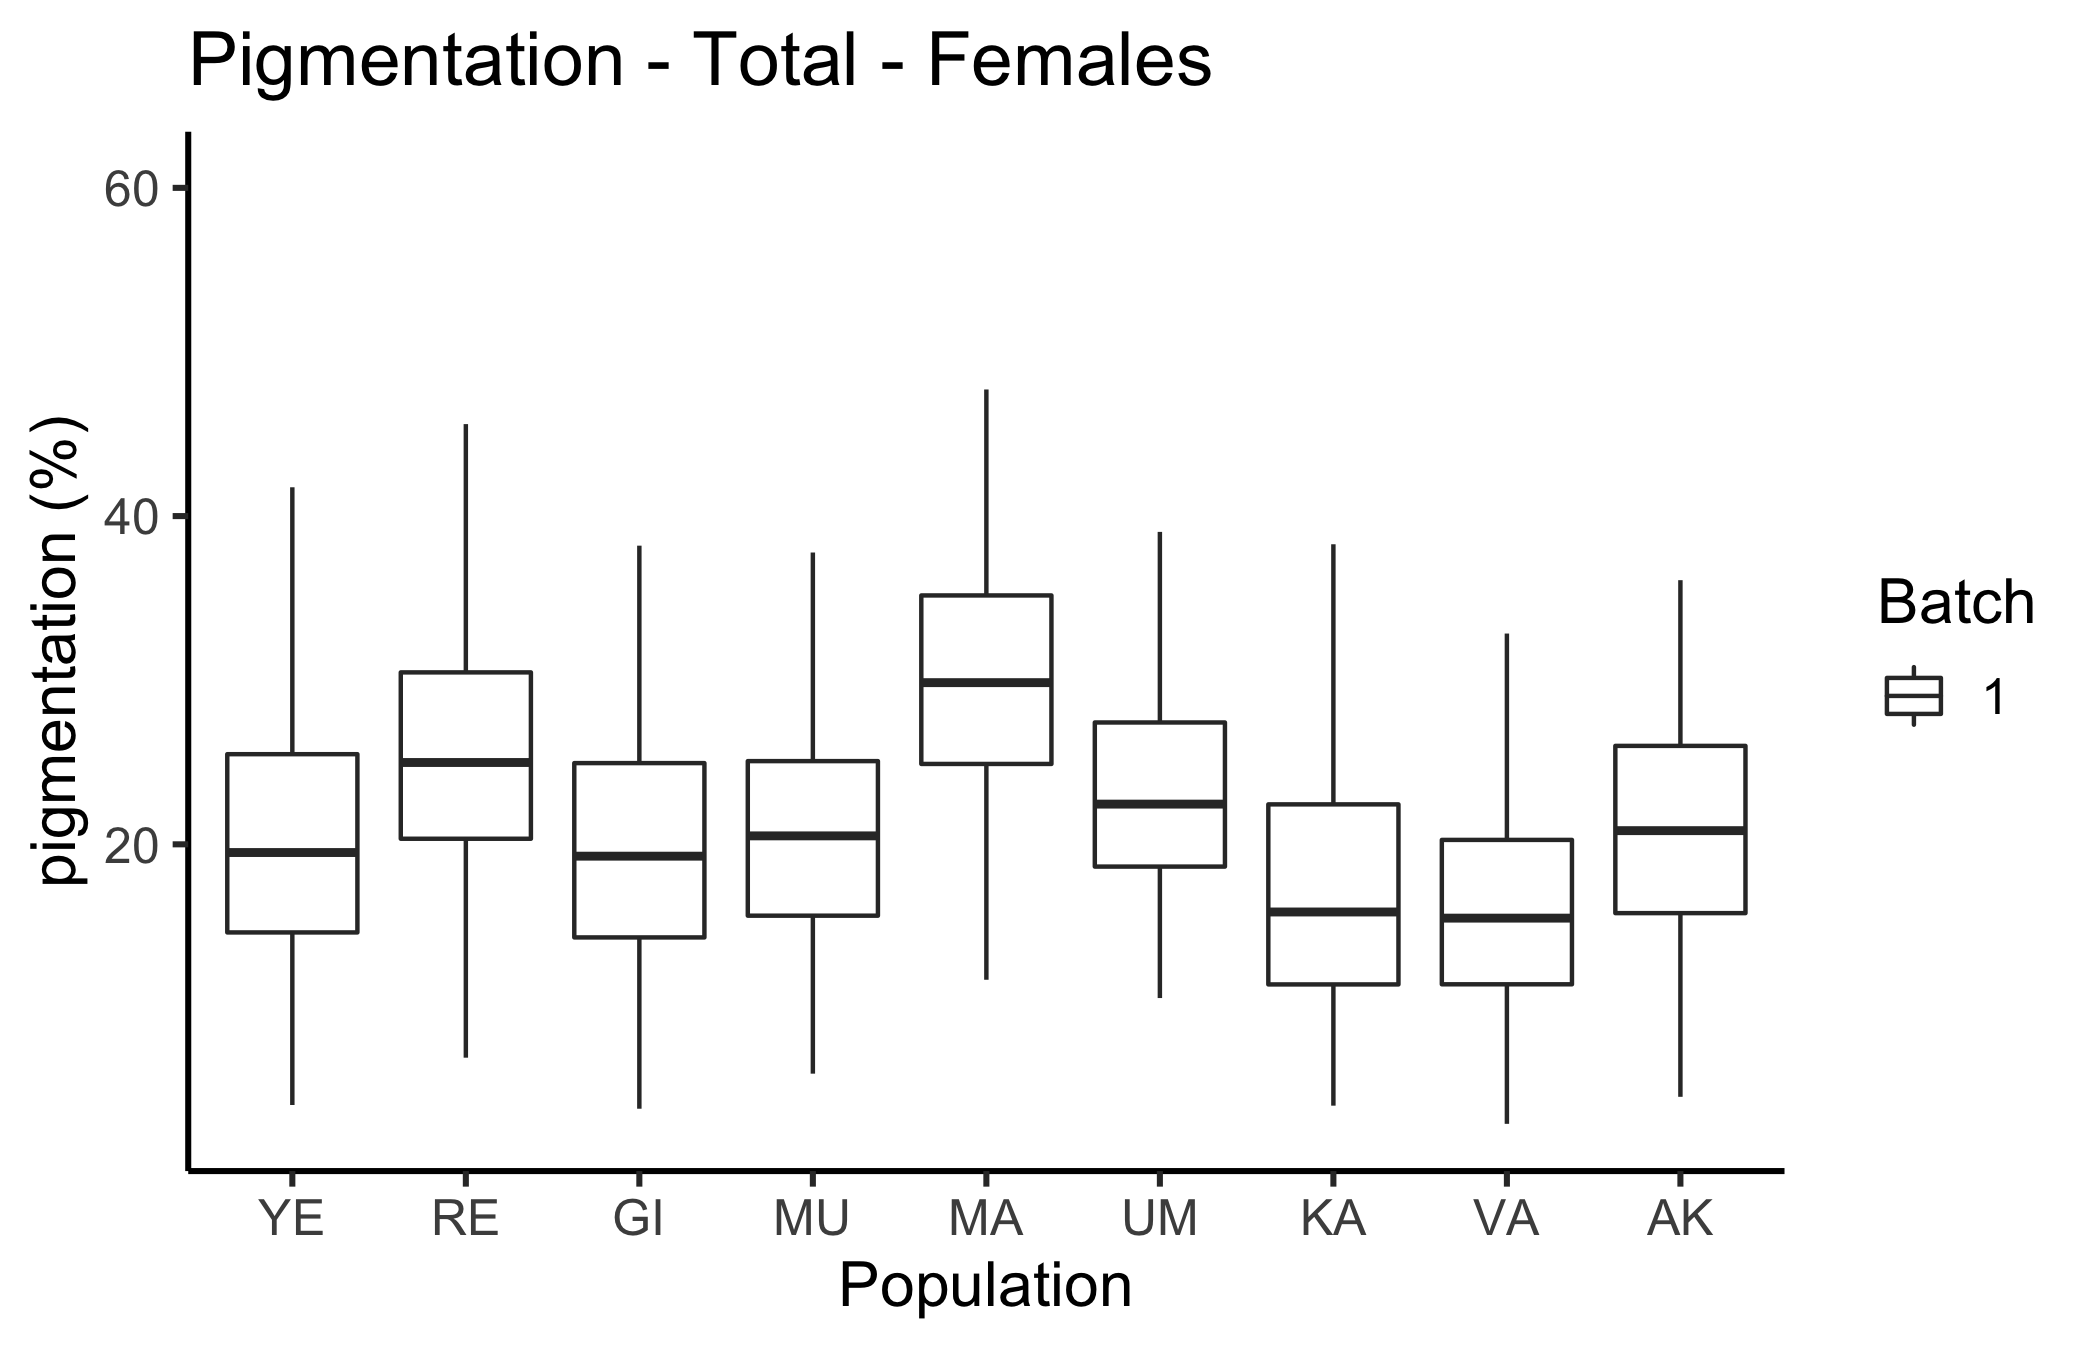 Pigmentation - Total - Females
pigmentation (%)
60
40
20
YE RE GI MU MA UM KA VA AK
Population
Batch
1